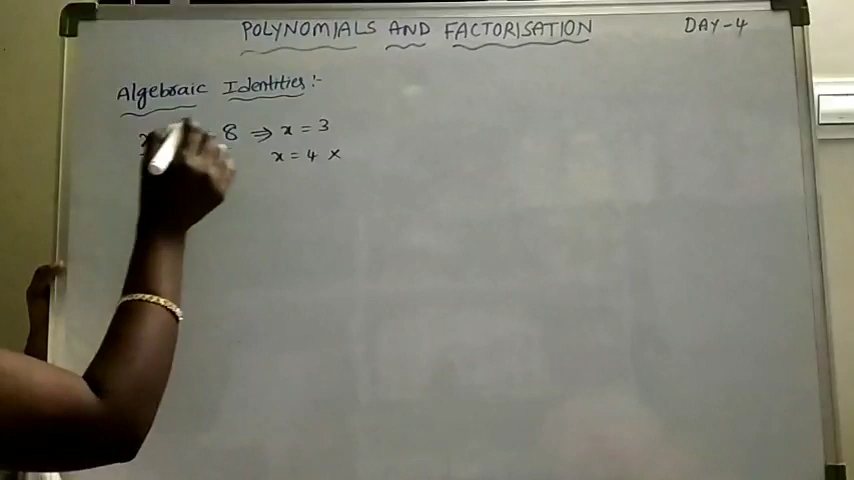 POLYNOMIALS AND FACTORISATION DAY-4
Algebraic Identities :-
x = 8 ⇒ x = 3
x = 4 ×